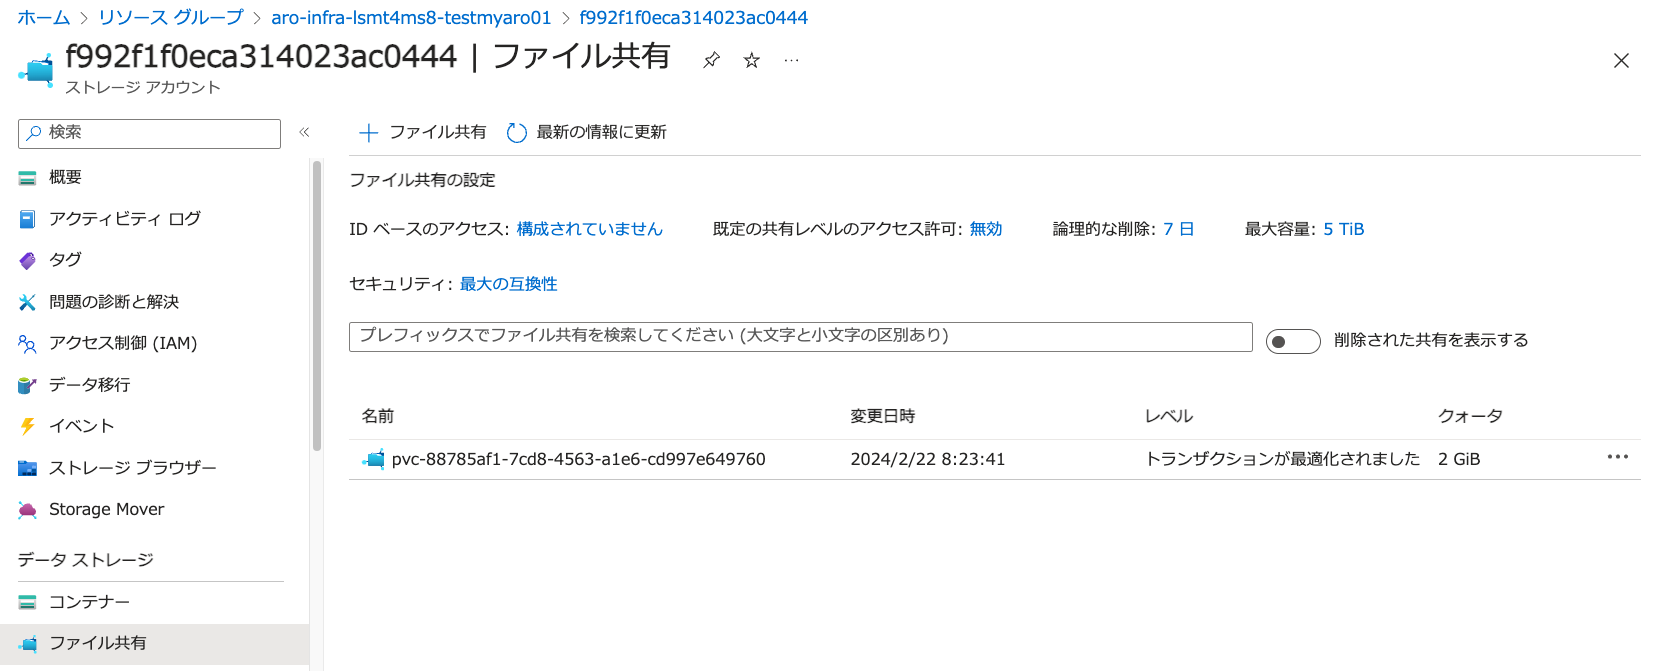 ホーム > リソース グループ > aro-infra-lsmt4ms8-testmyaro01 > f992f1f0eca314023ac0444
f992f1f0eca314023ac0444 | ファイル共有
ストレージ アカウント
検索
概要
アクティビティ ログ
タグ
問題の診断と解決
アクセス制御 (IAM)
データ移行
イベント
ストレージ ブラウザー
Storage Mover
データ ストレージ
コンテナー
ファイル共有
ファイル共有 最新の情報に更新
ファイル共有の設定
ID ベースのアクセス: 構成されていません 既定の共有レベルのアクセス許可: 無効 論理的な削除: 7 日 最大容量: 5 TiB
セキュリティ: 最大の互換性
プレフィックスでファイル共有を検索してください (大文字と小文字の区別あり) 削除された共有を表示する
名前 変更日時 レベル クォータ
pvc-88785af1-7cd8-4563-a1e6-cd997e649760 2024/2/22 8:23:41 トランザクションが最適化されました 2 GiB